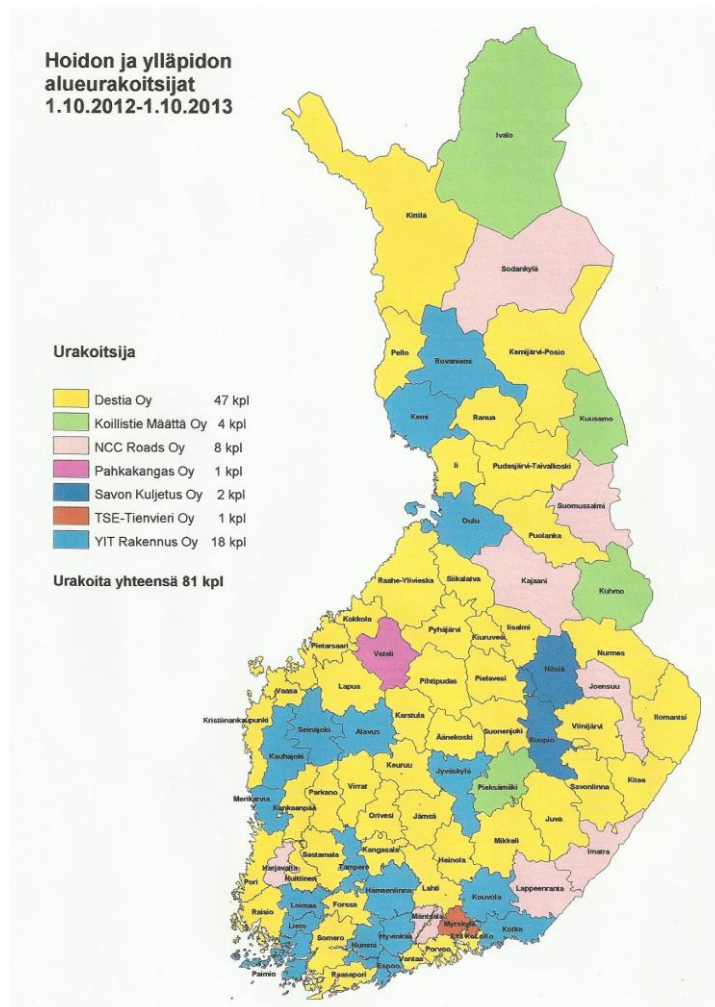 Hoidon ja ylläpidon
alueurakoitsijat
1.10.2012-1.10.2013
Ivalo
Kittilä
Sodankylä
Urakoitsija
Pello
Rovaniemi
Kemijärvi-Posio
Destia Oy 47 kpl
Koillistie Määttä Oy 4 kpl
NCC Roads Oy 8 kpl
Pahkakangas Oy 1 kpl
Savon Kuljetus Oy 2 kpl
TSE-Tienvieri Oy 1 kpl
YIT Rakennus Oy 18 kpl
Urakoita yhteensä 81 kpl
Kemi
Ranua
Kuusamo
Ii
Pudasjärvi-Taivalkoski
Suomussalmi
Oulu
Puolanka
Raahe-Ylivieska
Siikalatva
Kajaani
Kuhmo
Kokkola
Pyhäjärvi
Kiuruvesi
Iisalmi
Pietarsaari
Veteli
Nurmes
Nilsiä
Joensuu
Vaasa
Lapua
Pihtipudas
Pielavesi
Ilomantsi
Kristiinankaupunki
Seinäjoki
Alavus
Karstula
Äänekoski
Suonenjoki
Kuopio
Viinijärvi
Kauhajoki
Keuruu
Jyväskylä
Pieksämäki
Savonlinna
Kitee
Merikarvia
Kankaanpää
Parkano
Virrat
Orivesi
Jämsä
Juva
Mikkeli
Imatra
Sastamala
Kangasala
Heinola
Harjavalta
Huittinen
Tampere
Pori
Hämeenlinna
Lahti
Kouvola
Lappeenranta
Raisio
Loimaa
Forssa
Mäntsälä
Myrskylä
Lieto
Somero
Nummi
Hyvinkää
Kotka
Porvoo
Vantaa
Espoo
Paimio
Raasepori